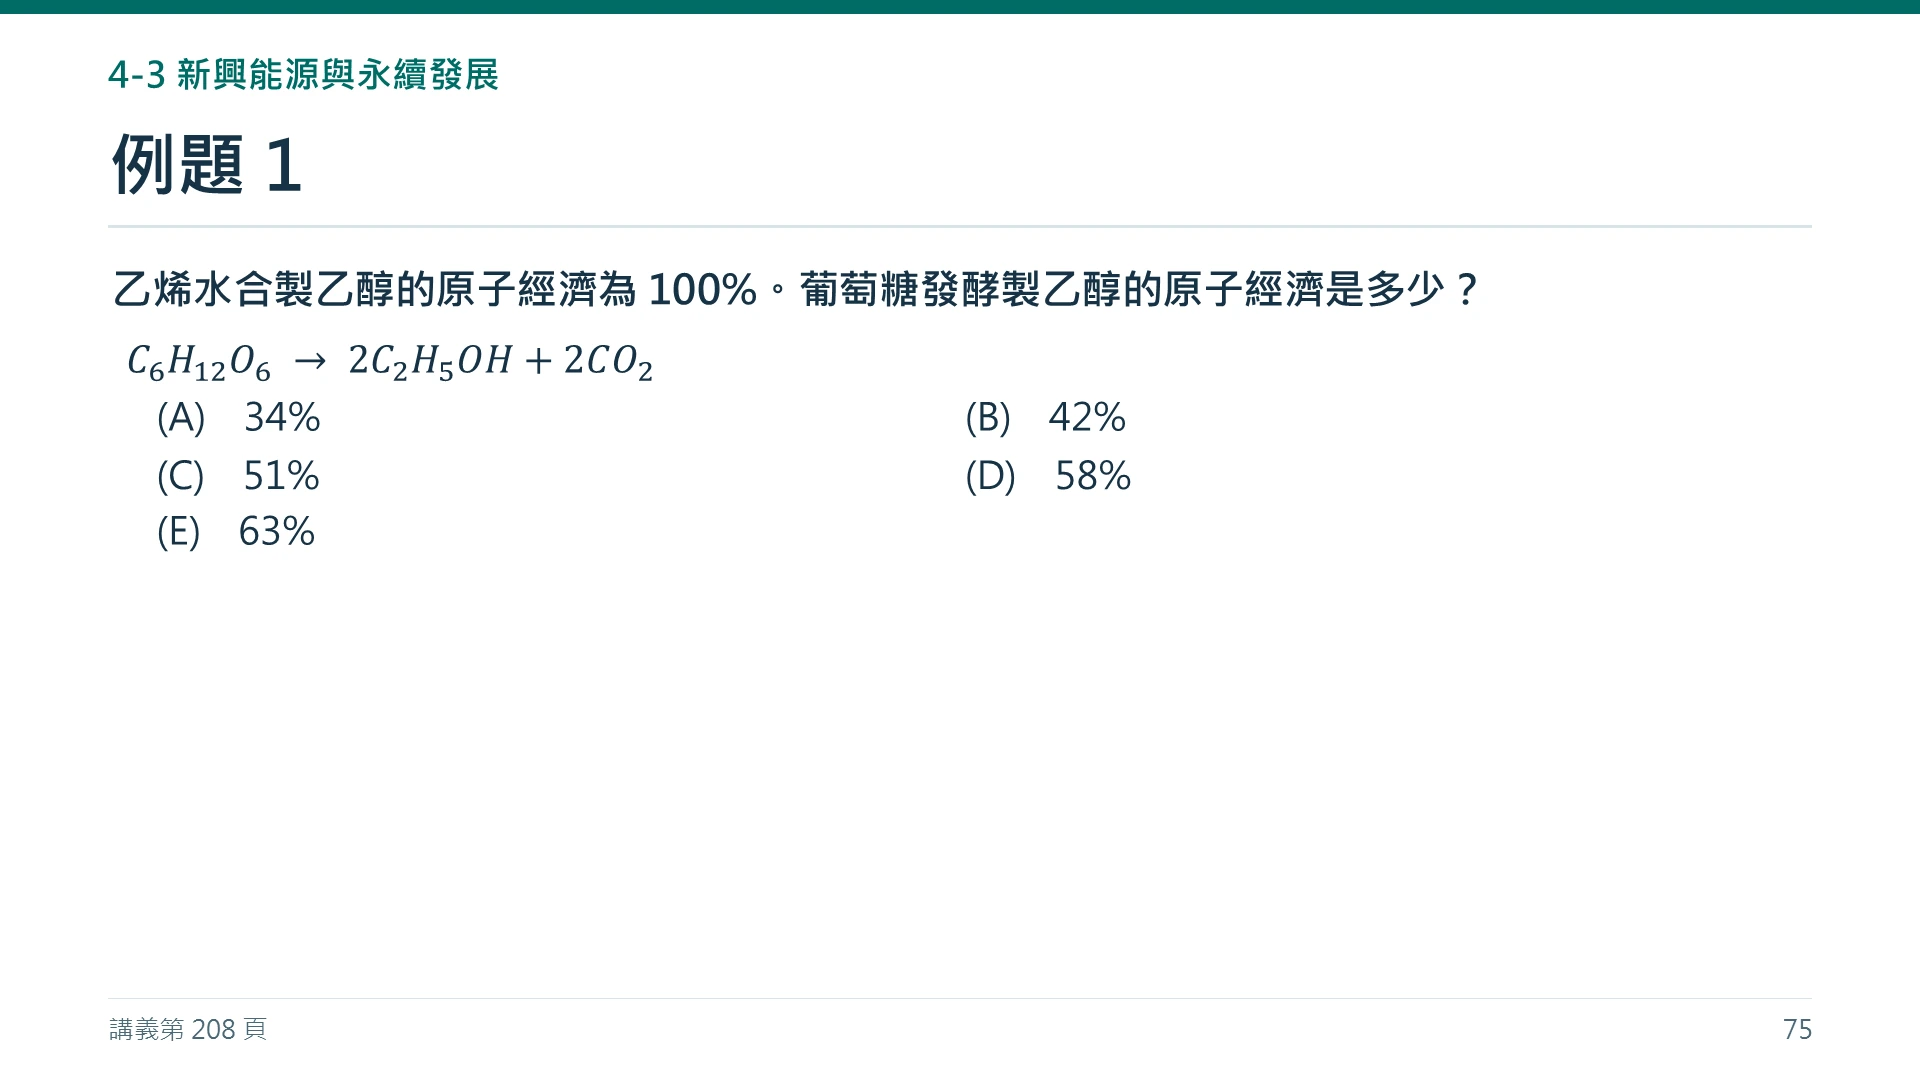 4-3 新興能源與永續發展
例題 1
乙烯水合製乙醇的原子經濟為 100%。葡萄糖發酵製乙醇的原子經濟是多少？
C₆H₁₂O₆ → 2C₂H₅OH + 2CO₂
(A) 34% (B) 42%
(C) 51% (D) 58%
(E) 63%
講義第 208 頁 75